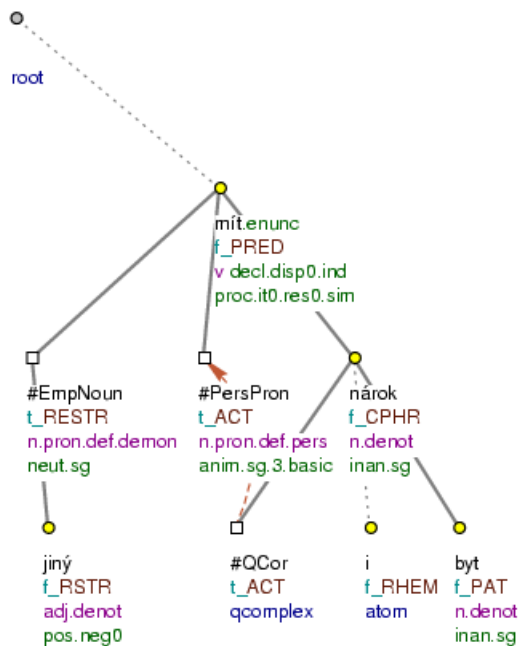 root
mít.enunc
f_PRED
v decl.disp0.ind
proc.it0.res0.sim
#EmpNoun
t_RESTR
n.pron.def.demon
neut.sg
#PersPron
t_ACT
n.pron.def.pers
anim.sg.3.basic
nárok
f_CPHR
n.denot
inan.sg
jiný
f_RSTR
adj.denot
pos.neg0
#QCor
t_ACT
qcomplex
i
f_RHEM
atom
byt
f_PAT
n.denot
inan.sg